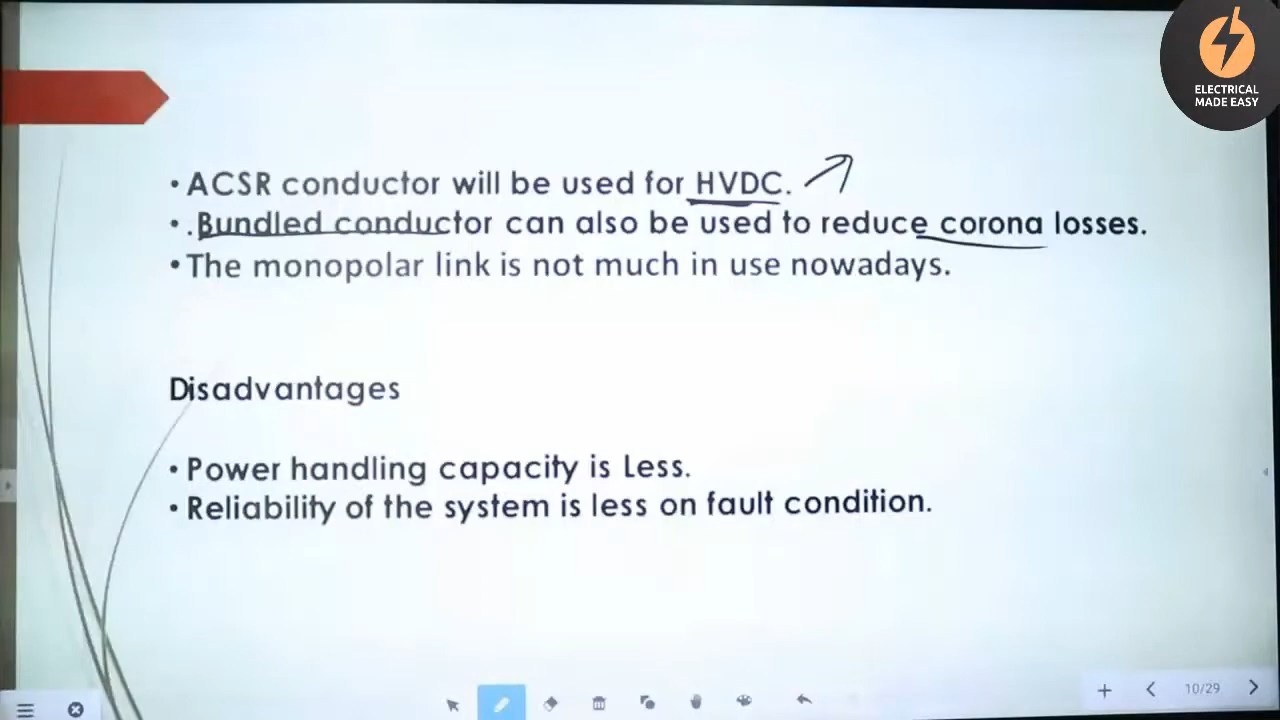 ELECTRICAL
MADE EASY
• ACSR conductor will be used for HVDC.
• . Bundled conductor can also be used to reduce corona losses.
• The monopolar link is not much in use nowadays.
Disadvantages
• Power handling capacity is Less.
• Reliability of the system is less on fault condition.
10/29